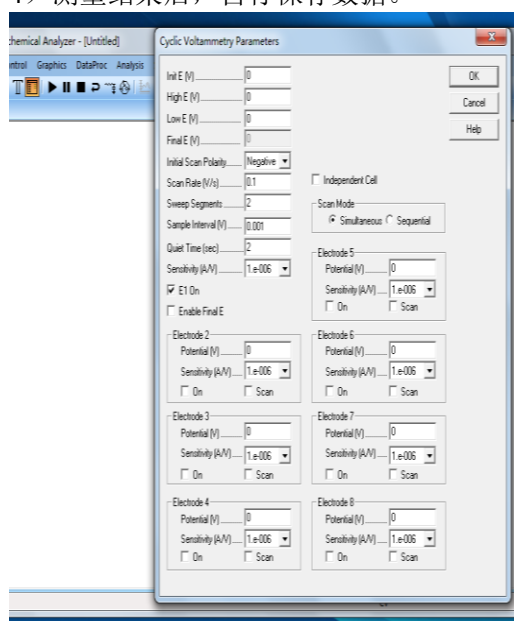 4，测量结果后，自行保存数据。
hemical Analyzer - [Untitled]
ntrol Graphics DataProc Analysis
Cyclic Voltammetry Parameters
Init E (V) 0
High E (V) 0
Low E (V) 0
Final E (V) 0
Initial Scan Polarity Negative
Scan Rate (V/s) 0.1
Sweep Segments 2
Sample Interval (V) 0.001
Quiet Time (sec) 2
Sensitivity (A/V) 1.e-006
E1 On
Enable Final E
OK
Cancel
Help
Independent Cell
Scan Mode
Simultaneous Sequential
Electrode 5
Potential (V) 0
Sensitivity (A/V) 1.e-006
On Scan
Electrode 2
Potential (V) 0
Sensitivity (A/V) 1.e-006
On Scan
Electrode 6
Potential (V) 0
Sensitivity (A/V) 1.e-006
On Scan
Electrode 3
Potential (V) 0
Sensitivity (A/V) 1.e-006
On Scan
Electrode 7
Potential (V) 0
Sensitivity (A/V) 1.e-006
On Scan
Electrode 4
Potential (V) 0
Sensitivity (A/V) 1.e-006
On Scan
Electrode 8
Potential (V) 0
Sensitivity (A/V) 1.e-006
On Scan